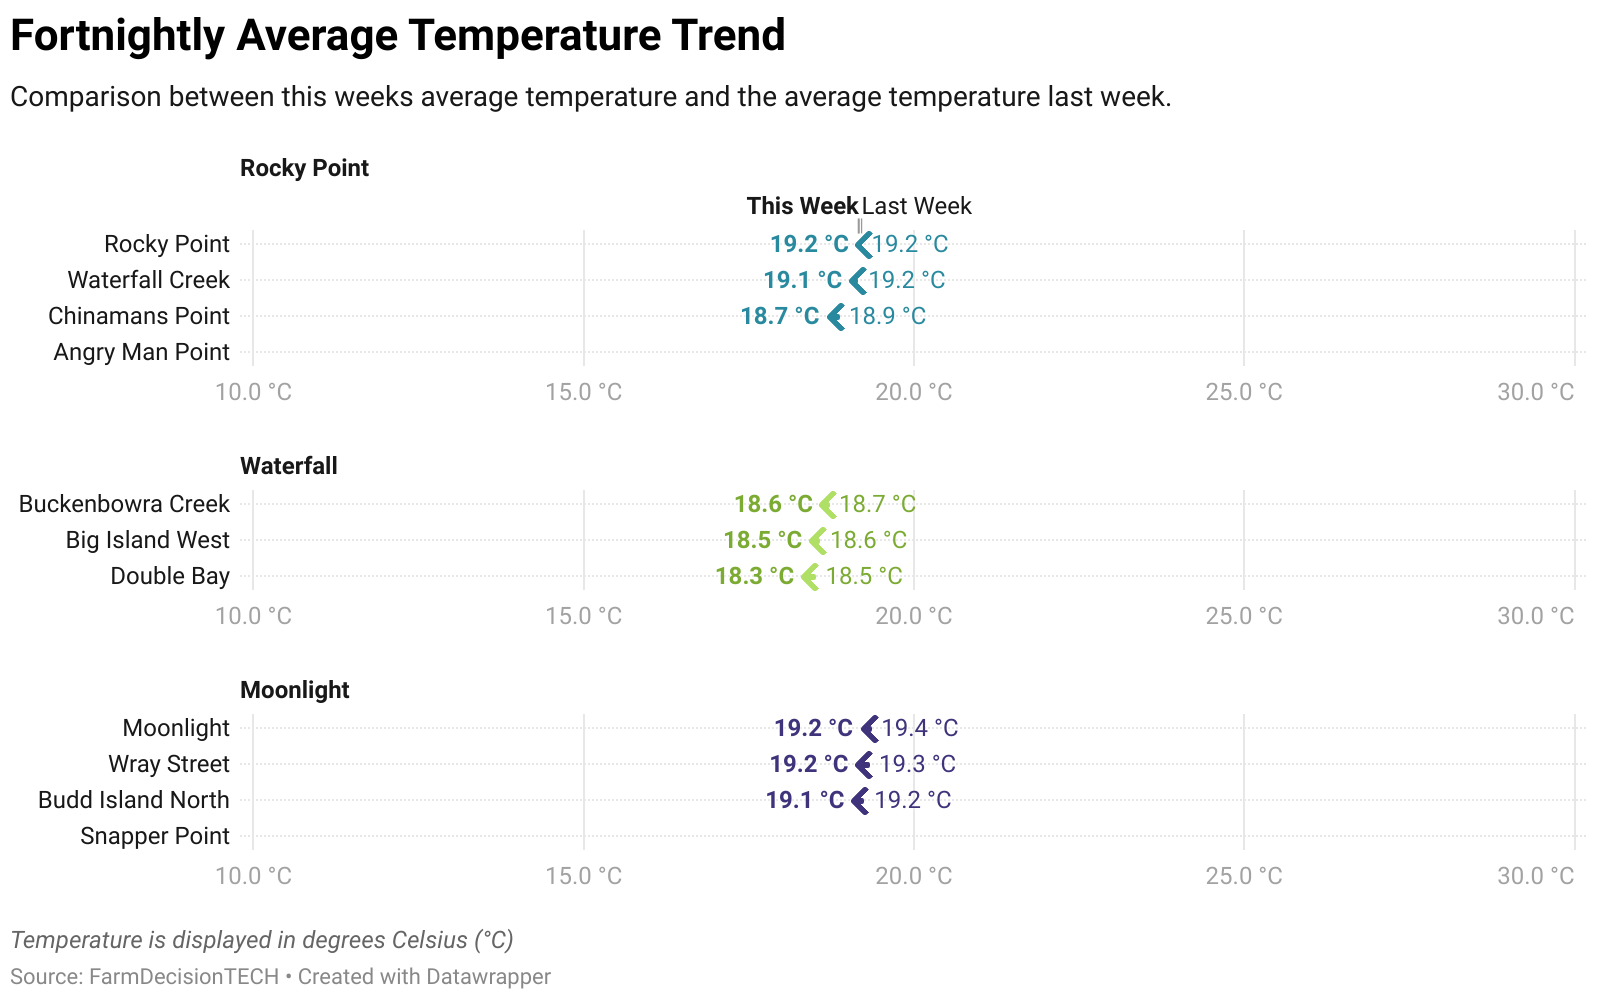 Fortnightly Average Temperature Trend
Comparison between this weeks average temperature and the average temperature last week.
Rocky Point
This Week Last Week
Rocky Point 19.2 °C 19.2 °C
Waterfall Creek 19.1 °C 19.2 °C
Chinamans Point 18.7 °C 18.9 °C
Angry Man Point
10.0 °C 15.0 °C 20.0 °C 25.0 °C 30.0 °C
Waterfall
Buckenbowra Creek 18.6 °C 18.7 °C
Big Island West 18.5 °C 18.6 °C
Double Bay 18.3 °C 18.5 °C
10.0 °C 15.0 °C 20.0 °C 25.0 °C 30.0 °C
Moonlight
Moonlight 19.2 °C 19.4 °C
Wray Street 19.2 °C 19.3 °C
Budd Island North 19.1 °C 19.2 °C
Snapper Point
10.0 °C 15.0 °C 20.0 °C 25.0 °C 30.0 °C
Temperature is displayed in degrees Celsius (°C)
Source: FarmDecisionTECH • Created with Datawrapper